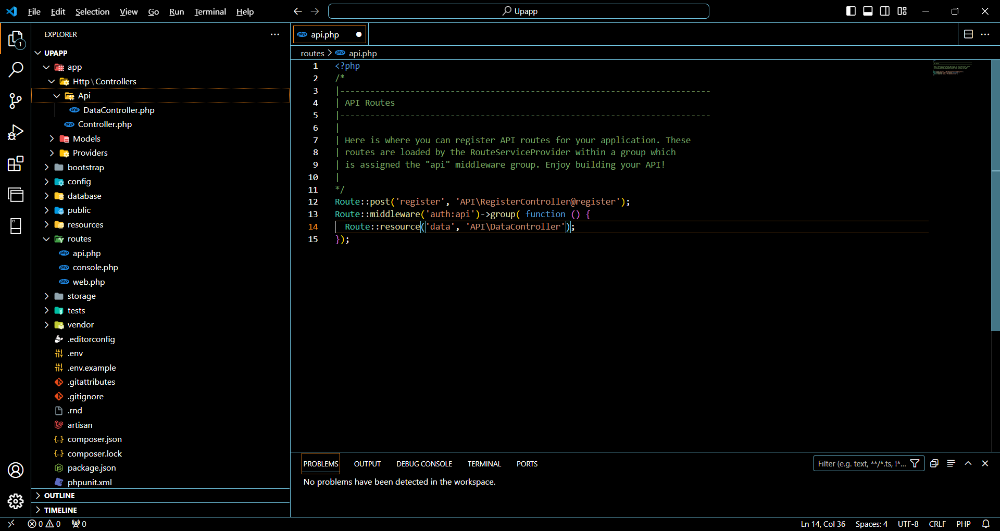 File Edit Selection View Go Run Terminal Help
Upapp
EXPLORER
1
UPAPP
app
Http\Controllers
Api
DataController.php
Controller.php
Models
Providers
bootstrap
config
database
public
resources
routes
api.php
console.php
web.php
storage
tests
vendor
.editorconfig
.env
.env.example
.gitattributes
.gitignore
.rnd
artisan
composer.json
composer.lock
package.json
phpunit.xml
OUTLINE
TIMELINE
api.php
routes > api.php
1 <?php
2 /*
3 |--------------------------------------------------------------------------
4 | API Routes
5 |--------------------------------------------------------------------------
6 |
7 | Here is where you can register API routes for your application. These
8 | routes are loaded by the RouteServiceProvider within a group which
9 | is assigned the "api" middleware group. Enjoy building your API!
10 |
11 */
12 Route::post('register', 'API\RegisterController@register');
13 Route::middleware('auth:api')->group( function () {
14 Route::resource('data', 'API\DataController');
15 });
PROBLEMS OUTPUT DEBUG CONSOLE TERMINAL PORTS
Filter (e.g. text, **/*.ts, !*...
No problems have been detected in the workspace.
0 0 0
Ln 14, Col 36 Spaces: 4 UTF-8 CRLF PHP